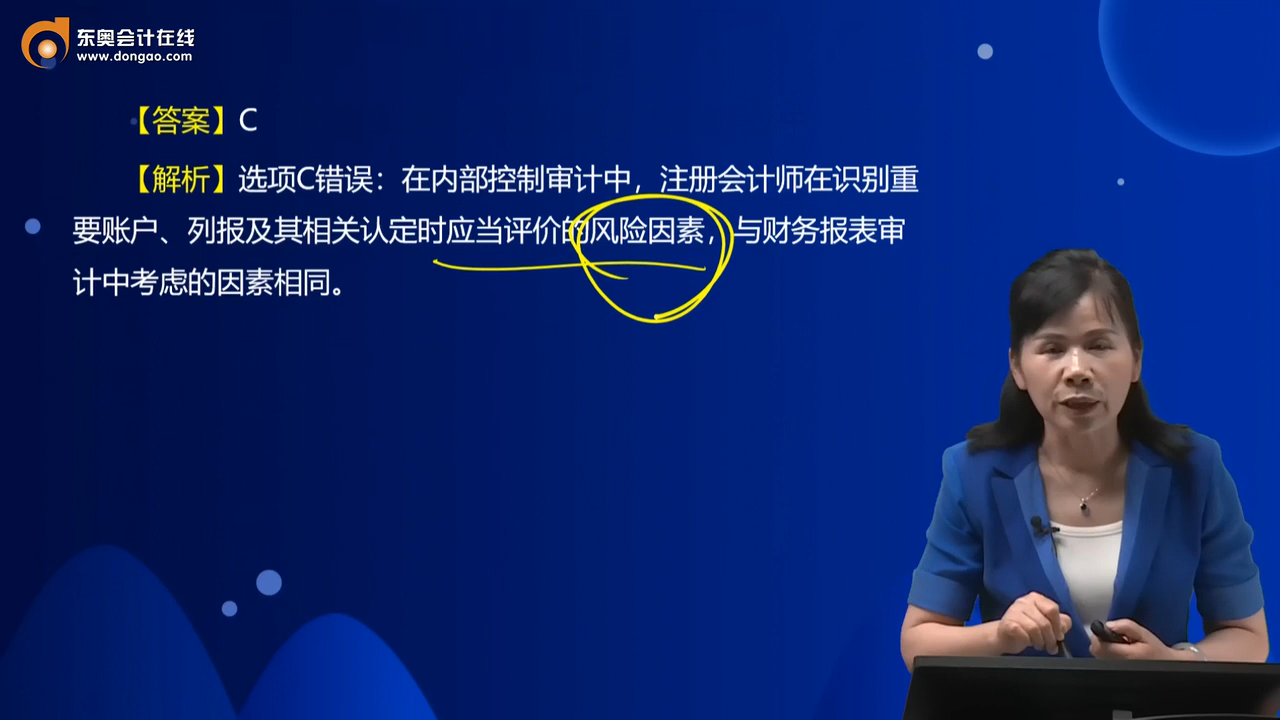 东奥会计在线
www.dongao.com
【答案】C
【解析】选项C错误：在内部控制审计中，注册会计师在识别重
要账户、列报及其相关认定时应当评价的风险因素，与财务报表审
计中考虑的因素相同。